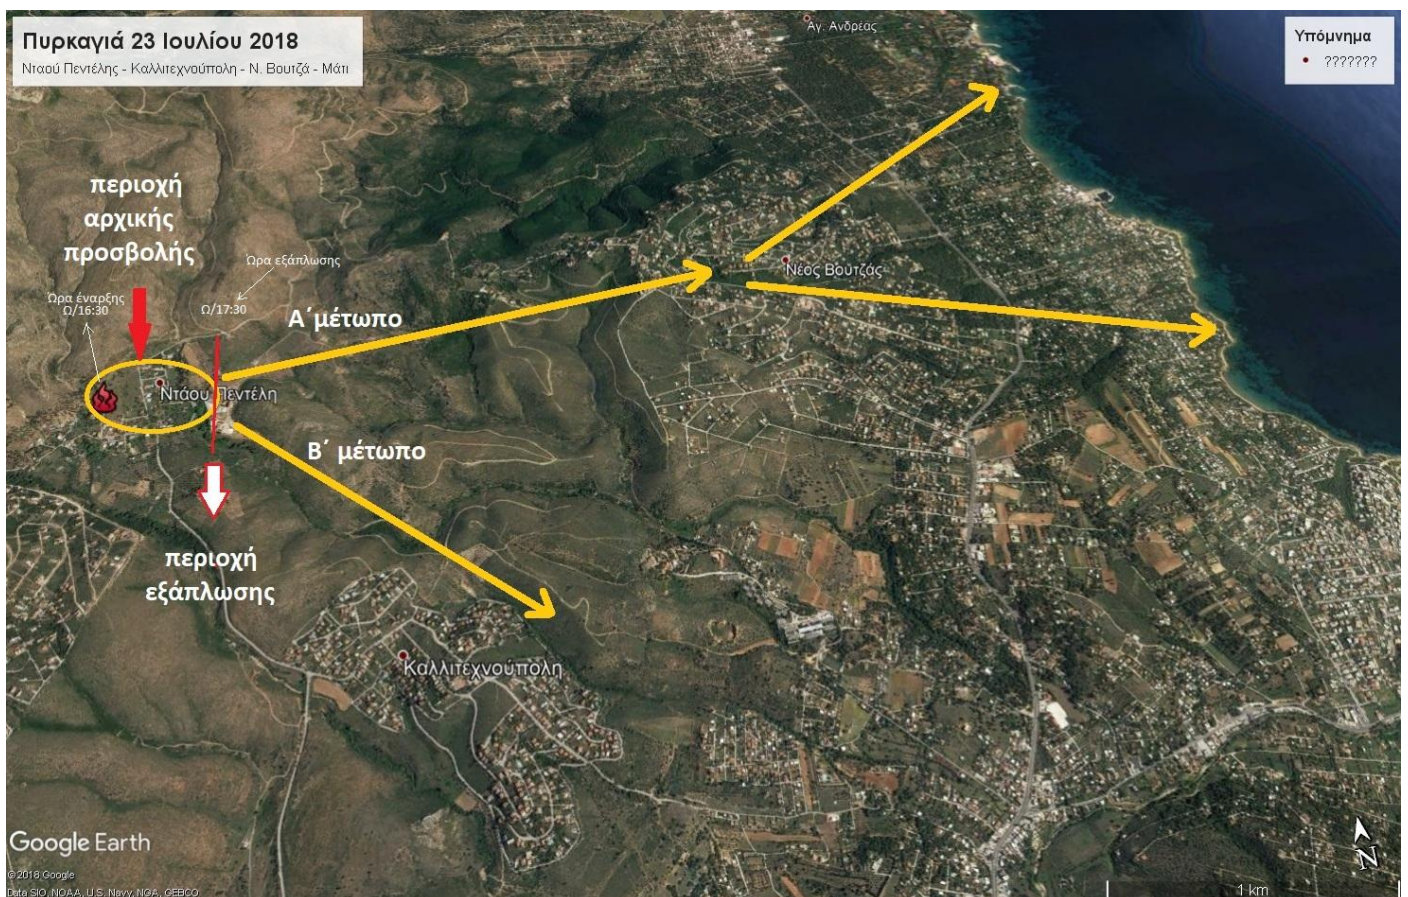 Πυρκαγιά 23 Ιουλίου 2018
Νταού Πεντέλης - Καλλιτεχνούπολη - Ν. Βουτζά - Μάτι
Αγ. Ανδρέας
Υπόμνημα
???????
περιοχή
αρχικής
προσβολής
Ώρα εξάπλωσης
Ώρα έναρξης
Ω/16:30
Ω/17:30
Νέος Βουτζάς
Α΄μέτωπο
Νταού Πεντέλη
Β΄ μέτωπο
περιοχή
εξάπλωσης
Καλλιτεχνούπολη
Google Earth
©2018 Google
Data SIO, NOAA, U.S. Navy, NGA, GEBCO
N
1 km